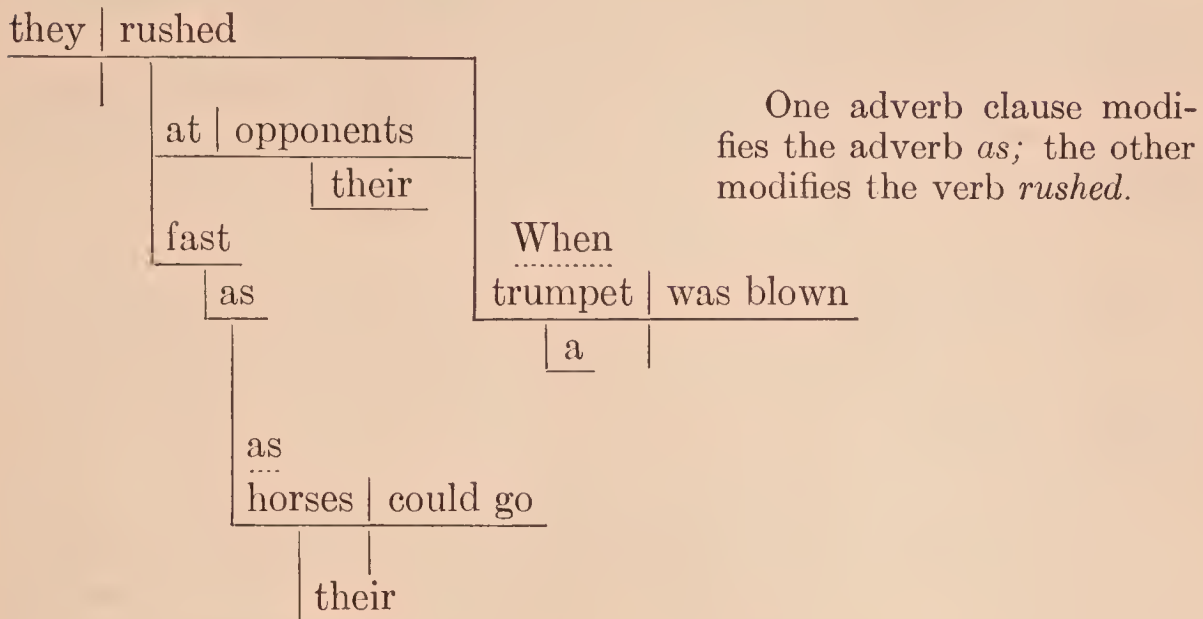 they rushed
at opponents
their
One adverb clause modi-
fies the adverb as; the other
modifies the verb rushed.
fast
as
When
trumpet was blown
a
as
horses could go
their